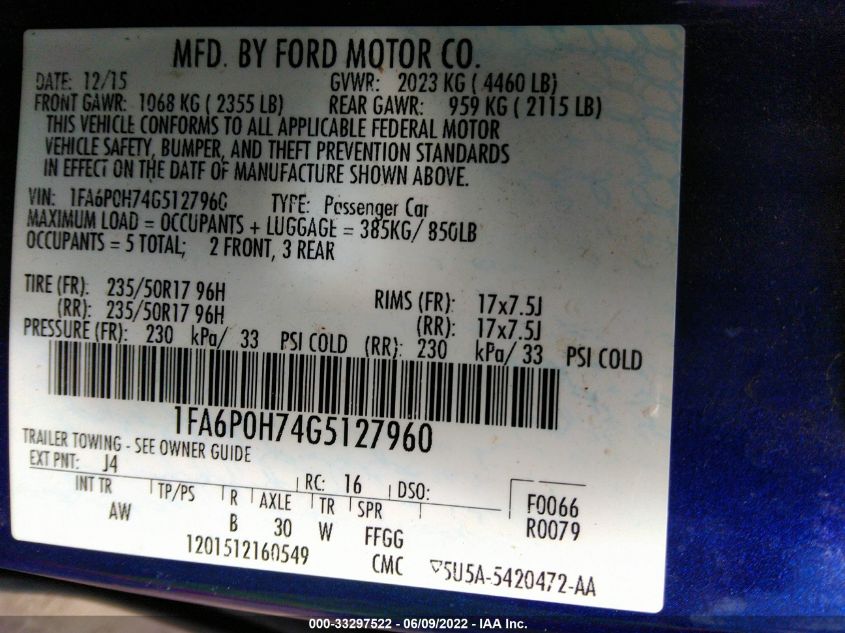 MFD. BY FORD MOTOR CO.
DATE: 12/15 GVWR: 2023 KG ( 4460 LB)
FRONT GAWR: 1068 KG ( 2355 LB) REAR GAWR: 959 KG ( 2115 LB)
THIS VEHICLE CONFORMS TO ALL APPLICABLE FEDERAL MOTOR
VEHICLE SAFETY, BUMPER, AND THEFT PREVENTION STANDARDS
IN EFFECT ON THE DATE OF MANUFACTURE SHOWN ABOVE.
VIN: 1FA6P0H74G5127960 TYPE: Passenger Car
MAXIMUM LOAD = OCCUPANTS + LUGGAGE = 385KG/ 850LB
OCCUPANTS = 5 TOTAL; 2 FRONT, 3 REAR
TIRE (FR): 235/50R17 96H RIMS (FR): 17x7.5J
(RR): 235/50R17 96H (RR): 17x7.5J
PRESSURE (FR): 230 kPa/ 33 PSI COLD (RR): 230 kPa/ 33 PSI COLD
1FA6P0H74G5127960
TRAILER TOWING - SEE OWNER GUIDE
EXT PNT: J4 RC: 16 DSO: F0066
INT TR TP/PS R AXLE TR SPR R0079
AW B 30 W FFGG
1201512160549 CMC ▽5U5A-5420472-AA
000-33297522 - 06/09/2022 - IAA Inc.